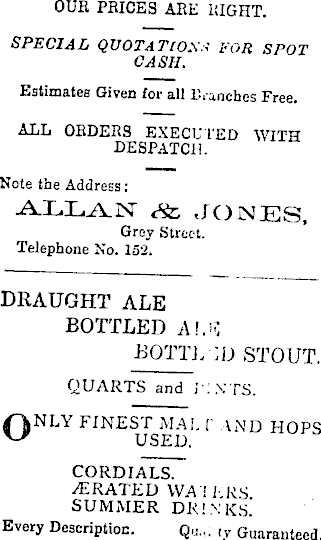 OUR PRICES ARE RIGHT.
SPECIAL QUOTATIONS FOR SPOT
CASH.
Estimates Given for all Branches Free.
ALL ORDERS EXECUTED WITH
DESPATCH.
Note the Address:
ALLAN & JONES,
Grey Street.
Telephone No. 152.
DRAUGHT ALE
BOTTLED ALE
BOTTLED STOUT.
QUARTS and PINTS.
ONLY FINEST MALT AND HOPS
USED.
CORDIALS.
ÆRATED WATERS.
SUMMER DRINKS.
Every Description. Quality Guaranteed.